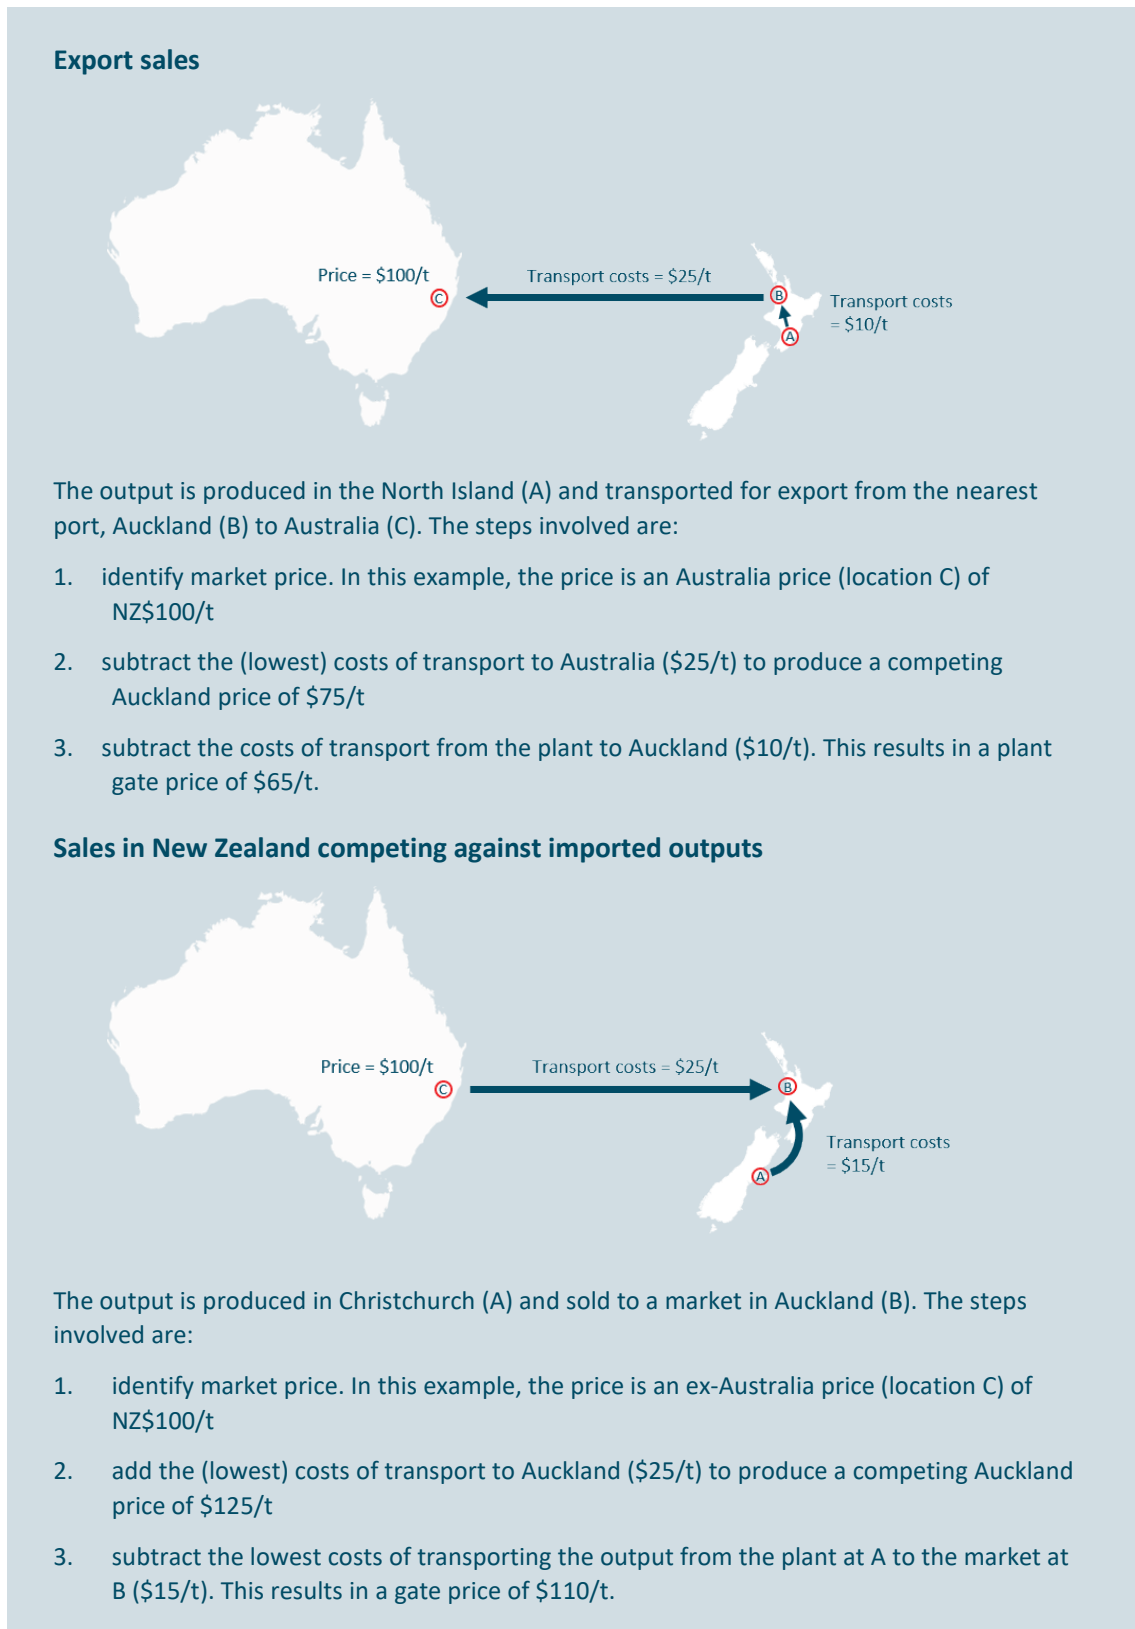 Export sales
Price = $100/t
Transport costs = $25/t
C
B
Transport costs
= $10/t
A
The output is produced in the North Island (A) and transported for export from the nearest
port, Auckland (B) to Australia (C). The steps involved are:
1. identify market price. In this example, the price is an Australia price (location C) of
NZ$100/t
2. subtract the (lowest) costs of transport to Australia ($25/t) to produce a competing
Auckland price of $75/t
3. subtract the costs of transport from the plant to Auckland ($10/t). This results in a plant
gate price of $65/t.
Sales in New Zealand competing against imported outputs
Price = $100/t
Transport costs = $25/t
C
B
Transport costs
= $15/t
A
The output is produced in Christchurch (A) and sold to a market in Auckland (B). The steps
involved are:
1. identify market price. In this example, the price is an ex-Australia price (location C) of
NZ$100/t
2. add the (lowest) costs of transport to Auckland ($25/t) to produce a competing Auckland
price of $125/t
3. subtract the lowest costs of transporting the output from the plant at A to the market at
B ($15/t). This results in a gate price of $110/t.